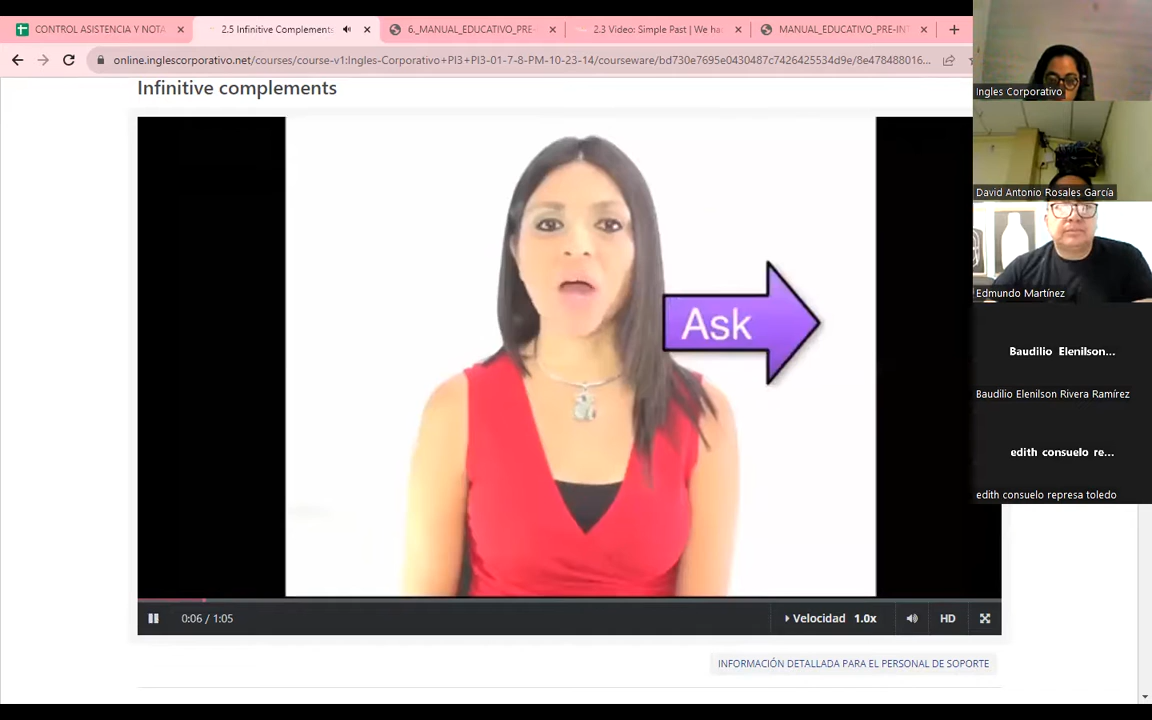 CONTROL ASISTENCIA Y NOTA
2.5 Infinitive Complements
6_MANUAL_EDUCATIVO_PRE-
2.3 Video: Simple Past | We ha
MANUAL_EDUCATIVO_PRE-INT
online.inglescorporativo.net/courses/course-v1:Ingles-Corporativo+PI3+PI3-01-7-8-PM-10-23-14/courseware/bd730e7695e0430487c7426425534d9e/8e478488016...
Infinitive complements
Ask
0:06 / 1:05
Velocidad 1.0x
HD
INFORMACIÓN DETALLADA PARA EL PERSONAL DE SOPORTE
Ingles Corporativo
David Antonio Rosales García
Edmundo Martínez
Baudilio Elenilson...
Baudilio Elenilson Rivera Ramírez
edith consuelo re...
edith consuelo represa toledo